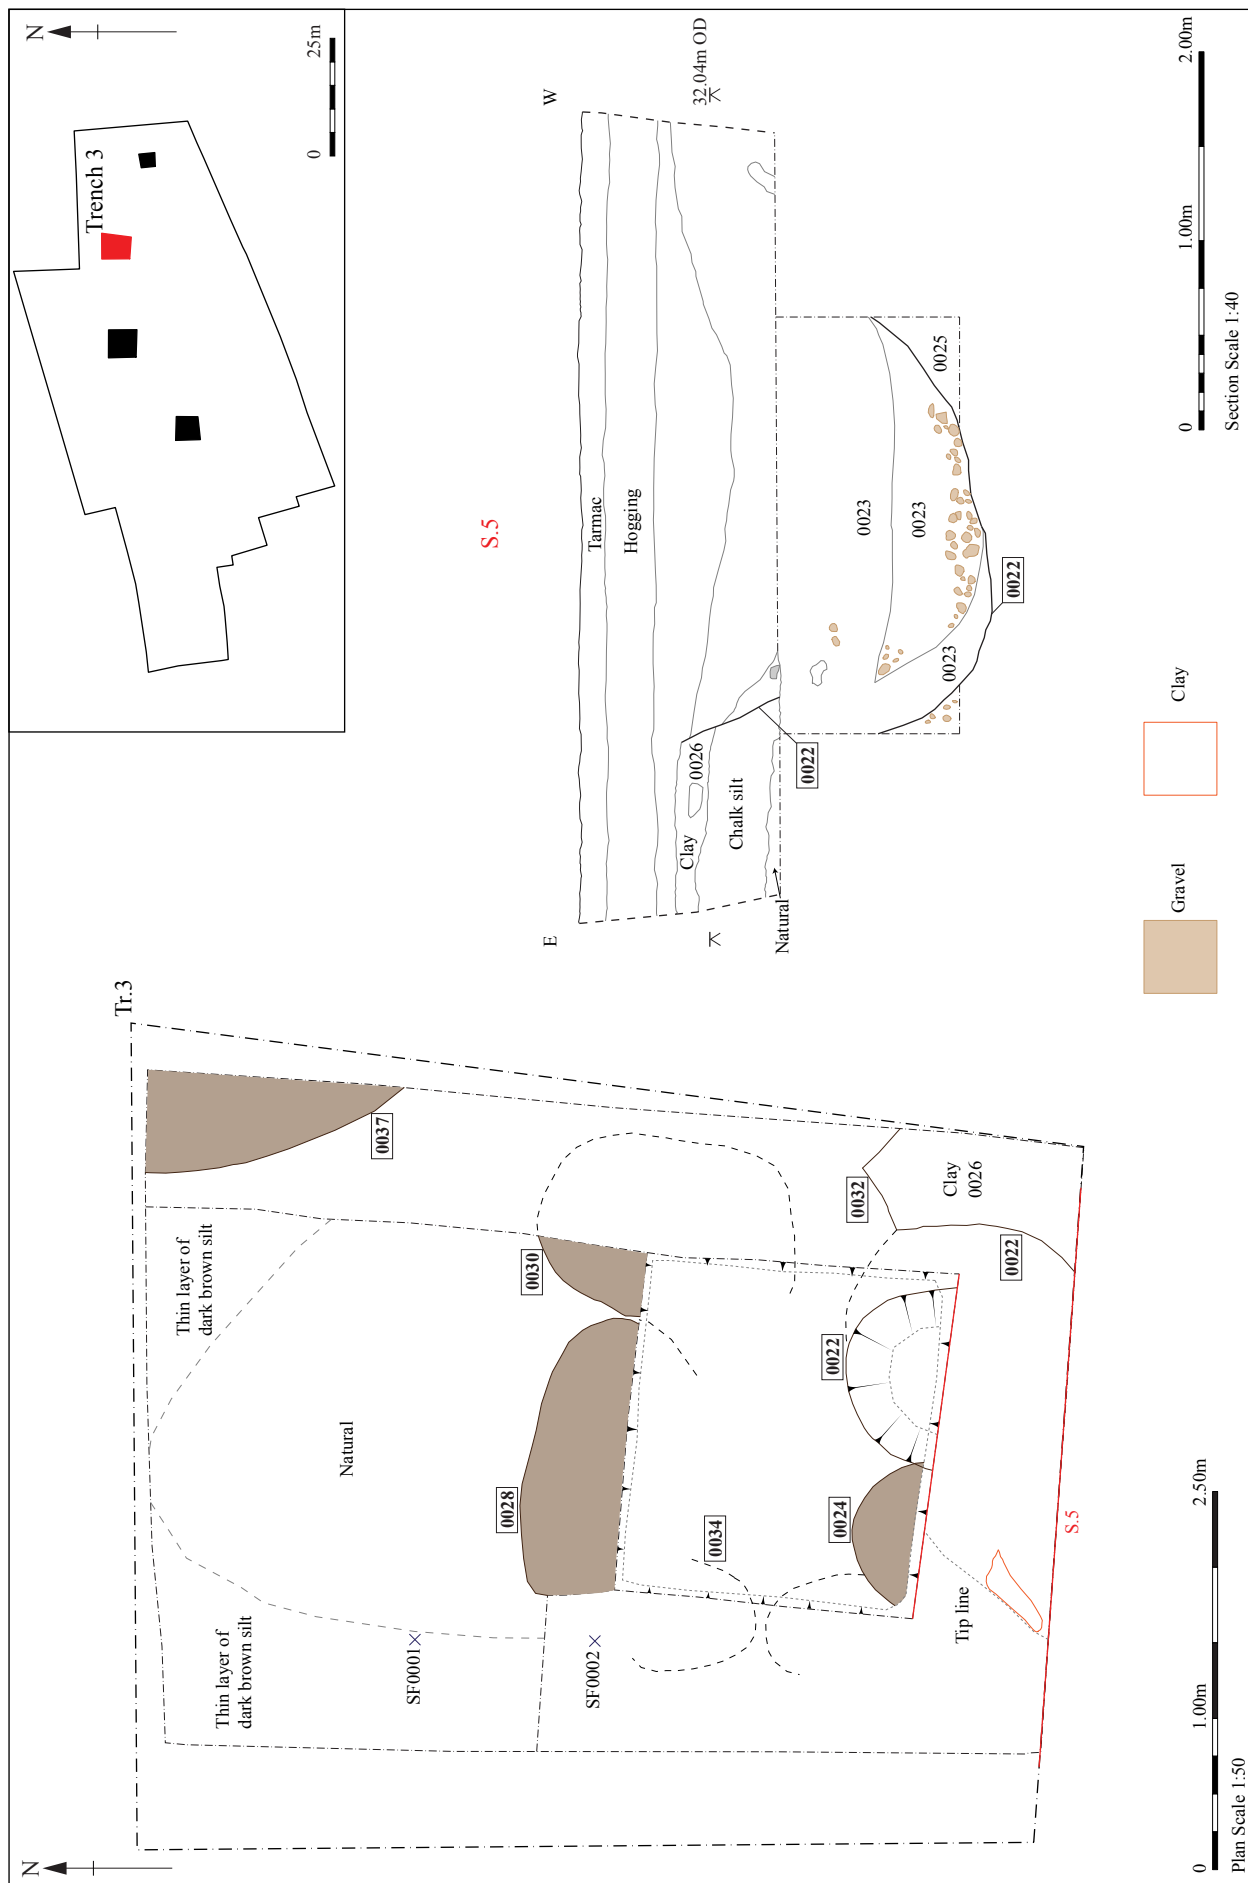 N
Trench 3
0
25m
Tr.3
Thin layer of
dark brown silt
0037
Thin layer of
dark brown silt
Natural
0030
0028
SF0001
SF0002
0034
0032
Clay
0026
0022
0022
0024
Tip line
S.5
N
0
1.00m
2.50m
Plan Scale 1:50
S.5
E
W
Tarmac
Hogging
32.04m OD
Clay
0026
Chalk silt
Natural
0022
0023
0023
0023
0025
0022
Gravel
Clay
0
1.00m
2.00m
Section Scale 1:40